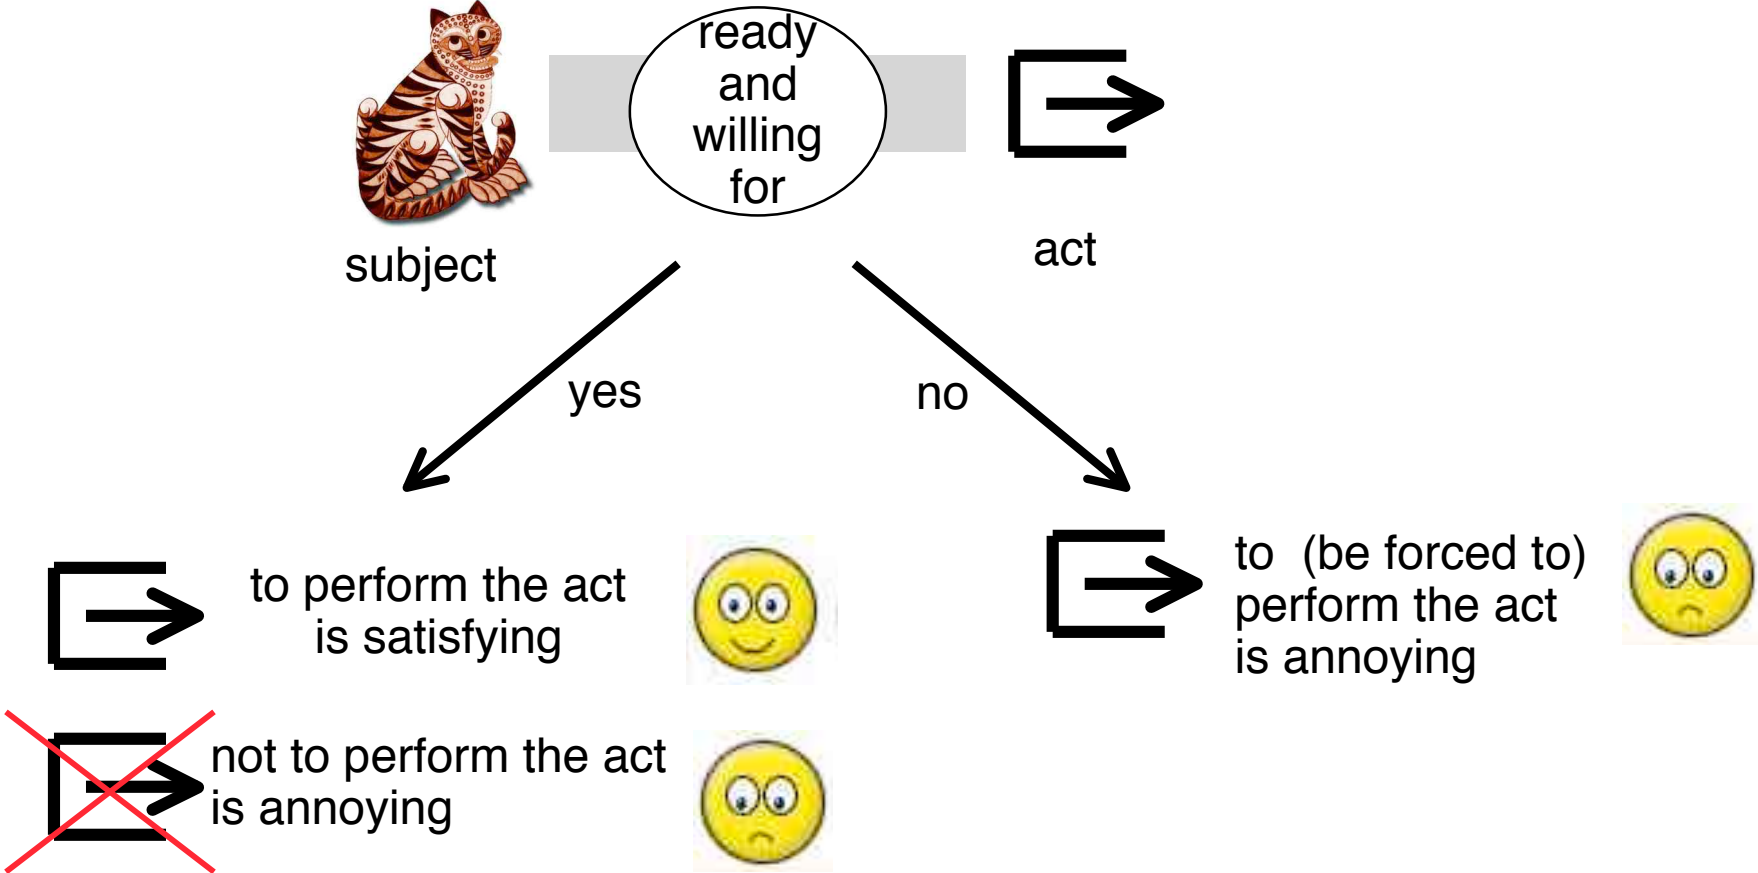 ready
and
willing
for
subject
act
yes
no
to perform the act
is satisfying
to (be forced to)
perform the act
is annoying
not to perform the act
is annoying